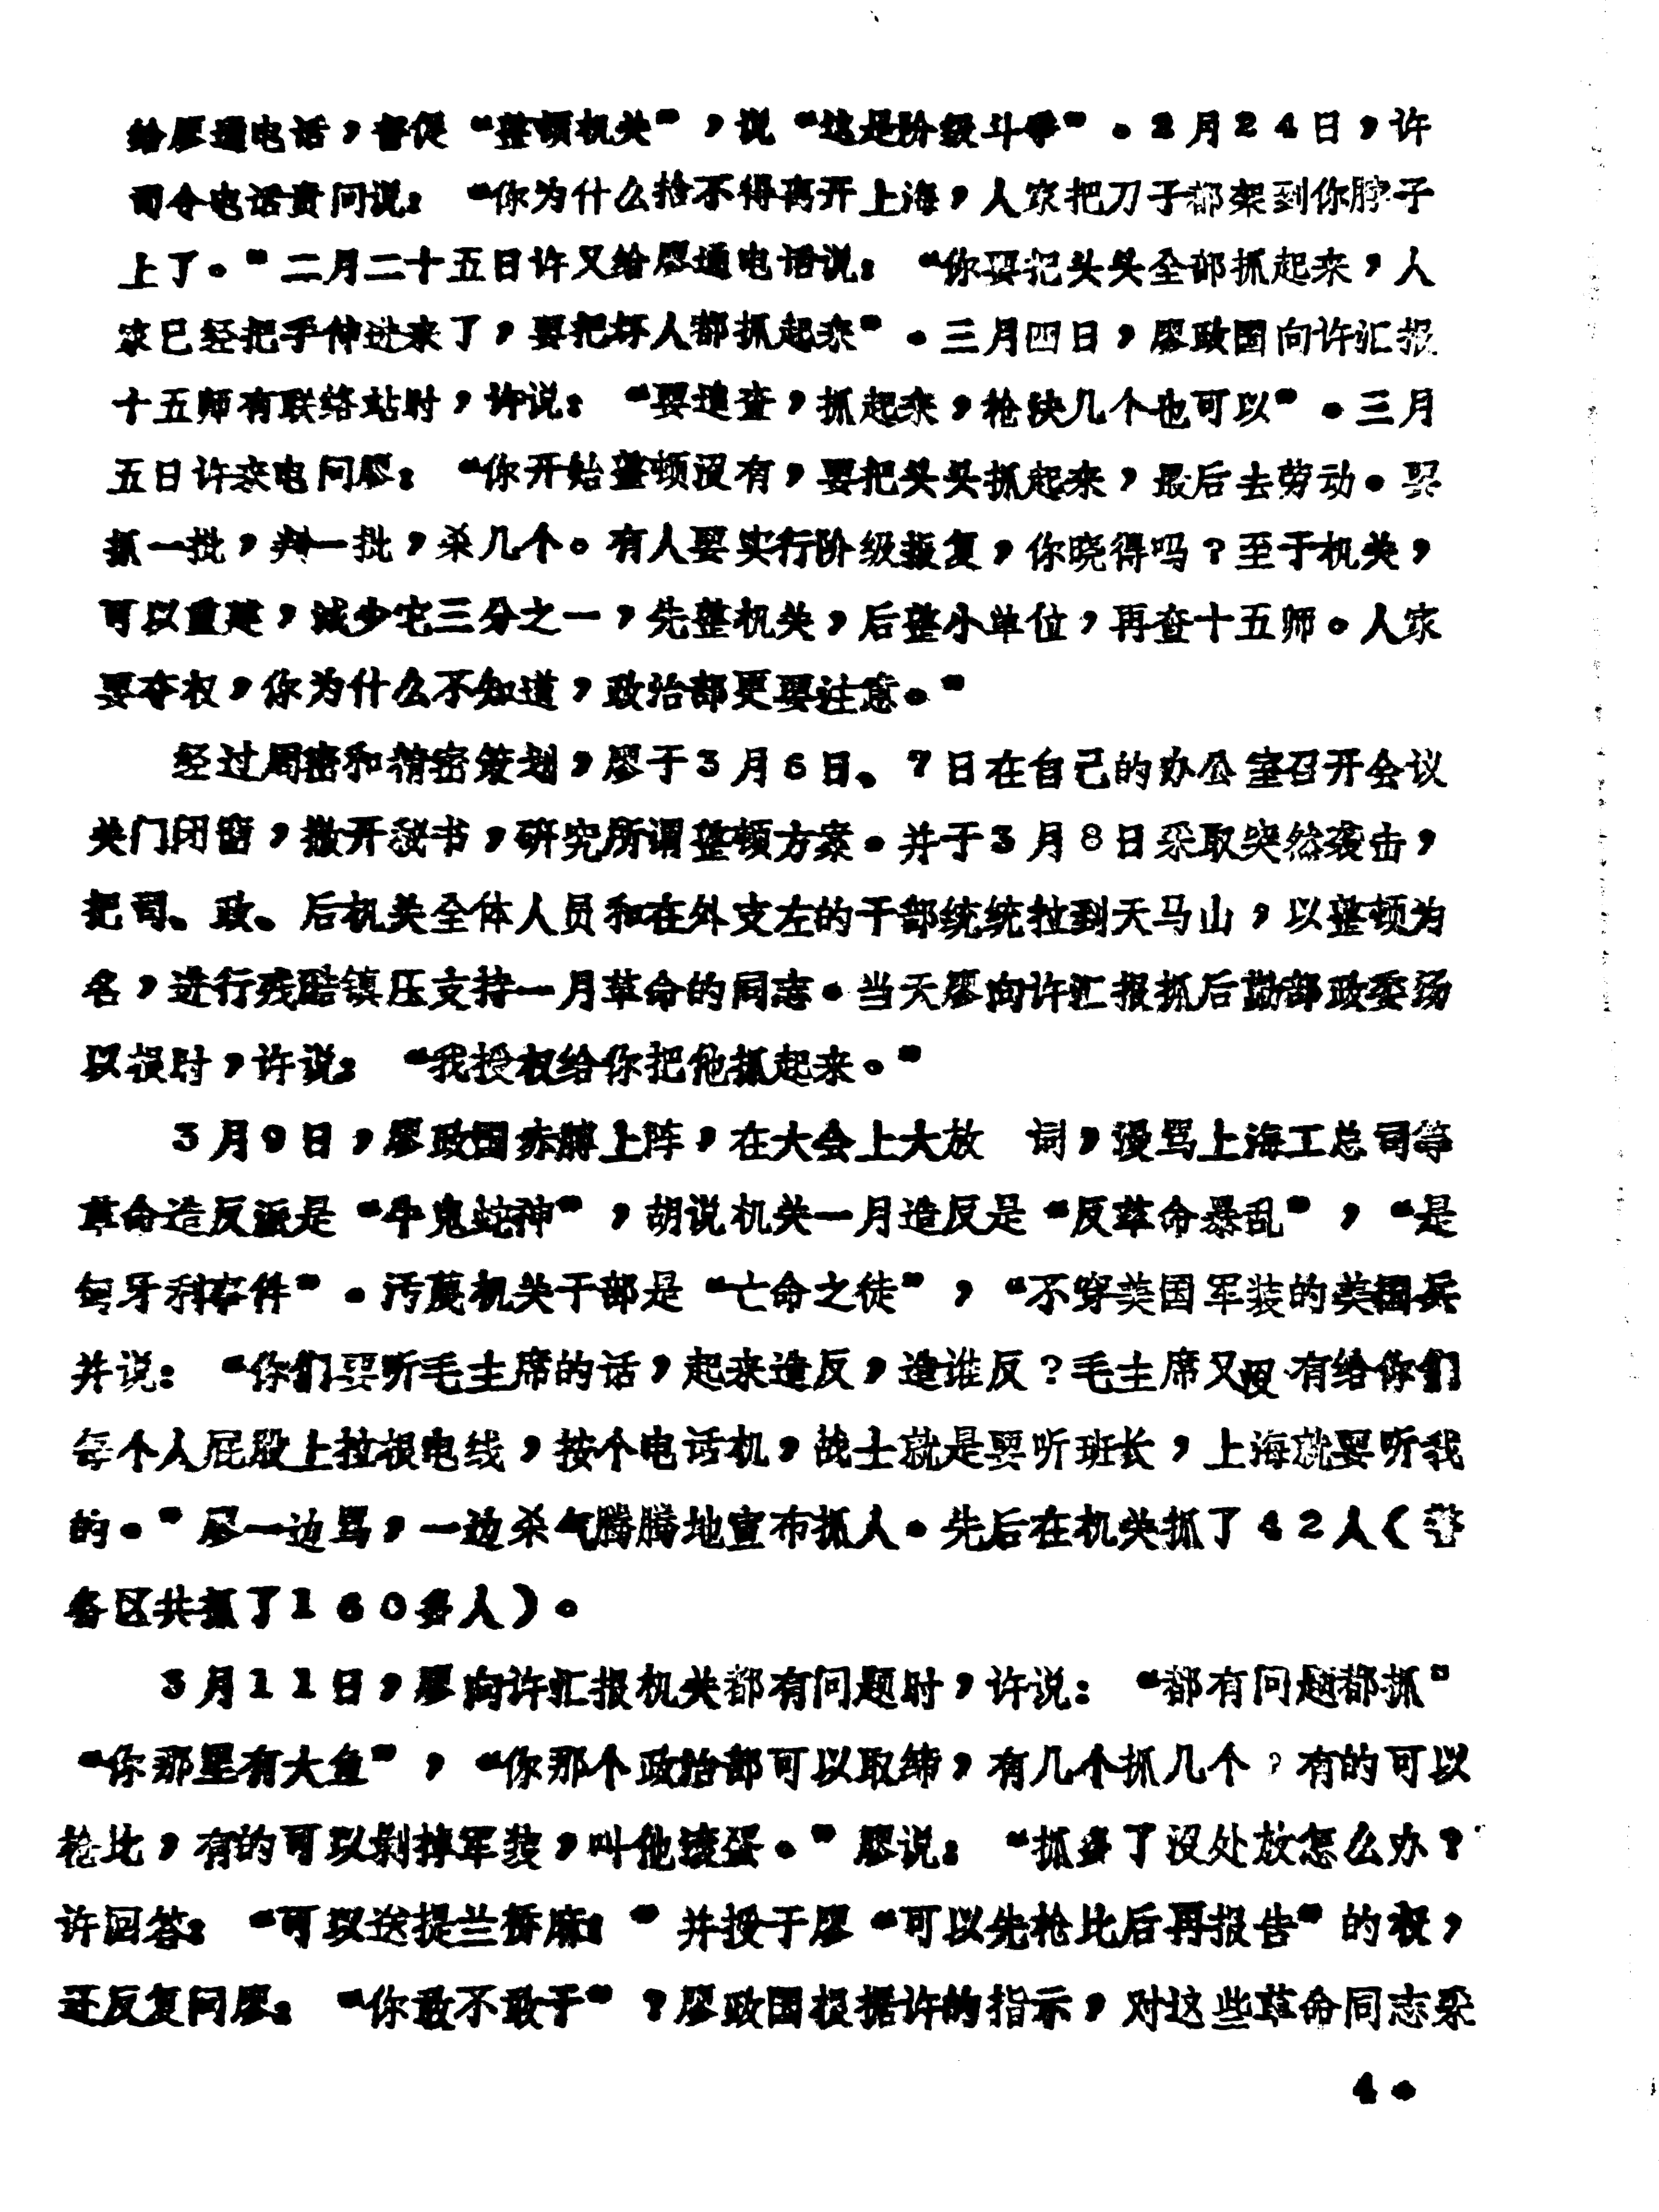 给廖通电话，督促“整顿机关”，说“这是阶级斗争”。2月24日，许
司令电话责问说：“你为什么捨不得离开上海，人家把刀子都架到你脖子
上了。”二月二十五日许又给廖通电话说：“你要把头头全部抓起来，人
家已经把手伸进来了，要把坏人都抓起来”。三月四日，廖政国向许汇报
十五师有联络站时，许说：“要追查，抓起来，枪决几个也可以”。三月
五日许来电问廖：“你开始整顿没有，要把头头抓起来，最后去劳动。要
抓一批，判一批，杀几个。有人要实行阶级报复，你晓得吗？至于机关，
可以重建，减少它三分之一，先整机关，后整小单位，再查十五师。人家
要夺权，你为什么不知道，政治部更要注意。”
经过周密和精密策划，廖于3月6日、7日在自己的办公室召开会议
关门闭窗，撇开秘书，研究所谓整顿方案。并于3月8日采取突然袭击，
把司、政、后机关全体人员和在外支左的干部统统拉到天马山，以整顿为
名，进行残酷镇压支持一月革命的同志。当天廖向许汇报抓后勤部政委汤
以损时，许说：“我授权给你把他抓起来。”
3月9日，廖政国赤膊上阵，在大会上大放 词，漫骂上海工总司等
革命造反派是“牛鬼蛇神”，胡说机关一月造反是“反革命暴乱”，“是
匈牙利事件”。污蔑机关干部是“亡命之徒”，“不穿美国军装的美国兵
并说：“你们要听毛主席的话，起来造反，造谁反？毛主席又没有给你们
每个人屁股上拉根电线，按个电话机，战士就是要听班长，上海就要听我
的。”廖一边骂，一边杀气腾腾地宣布抓人。先后在机关抓了42人（警
备区共抓了160多人）。
3月11日，廖向许汇报机关都有问题时，许说：“都有问题都抓”
“你那里有大鱼”，“你那个政治部可以取缔，有几个抓几个，有的可以
枪比，有的可以剥掉军装，叫他滚蛋。”廖说：“抓多了没处放怎么办？
许回答：“可以送提兰桥嘛！”并授于廖“可以先枪比后再报告”的权，
还反复问廖：“你敢不敢干”？廖政国根据许的指示，对这些革命同志采
4。